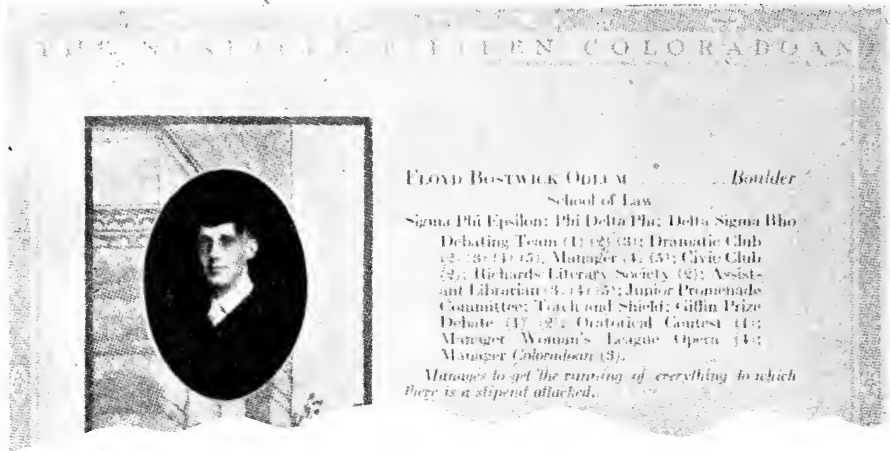 COLORADOAN
FLOYD BOSTWICK ODLUM Boulder
School of Law
Sigma Phi Epsilon; Phi Delta Phi; Delta Sigma Rho
Debating Team (1) (2) (3); Dramatic Club
(2) (3) (4) (5), Manager (4) (5); Civic Club
(2); Richards Literary Society (2); Assist-
ant Librarian (3) (4) (5); Junior Promenade
Committee; Torch and Shield; Giffin Prize
Debate (1) (2); Oratorical Contest (4);
Manager Woman's League Opera (4);
Manager Coloradoan (3).
Manages to get the running of everything to which
there is a stipend attached.